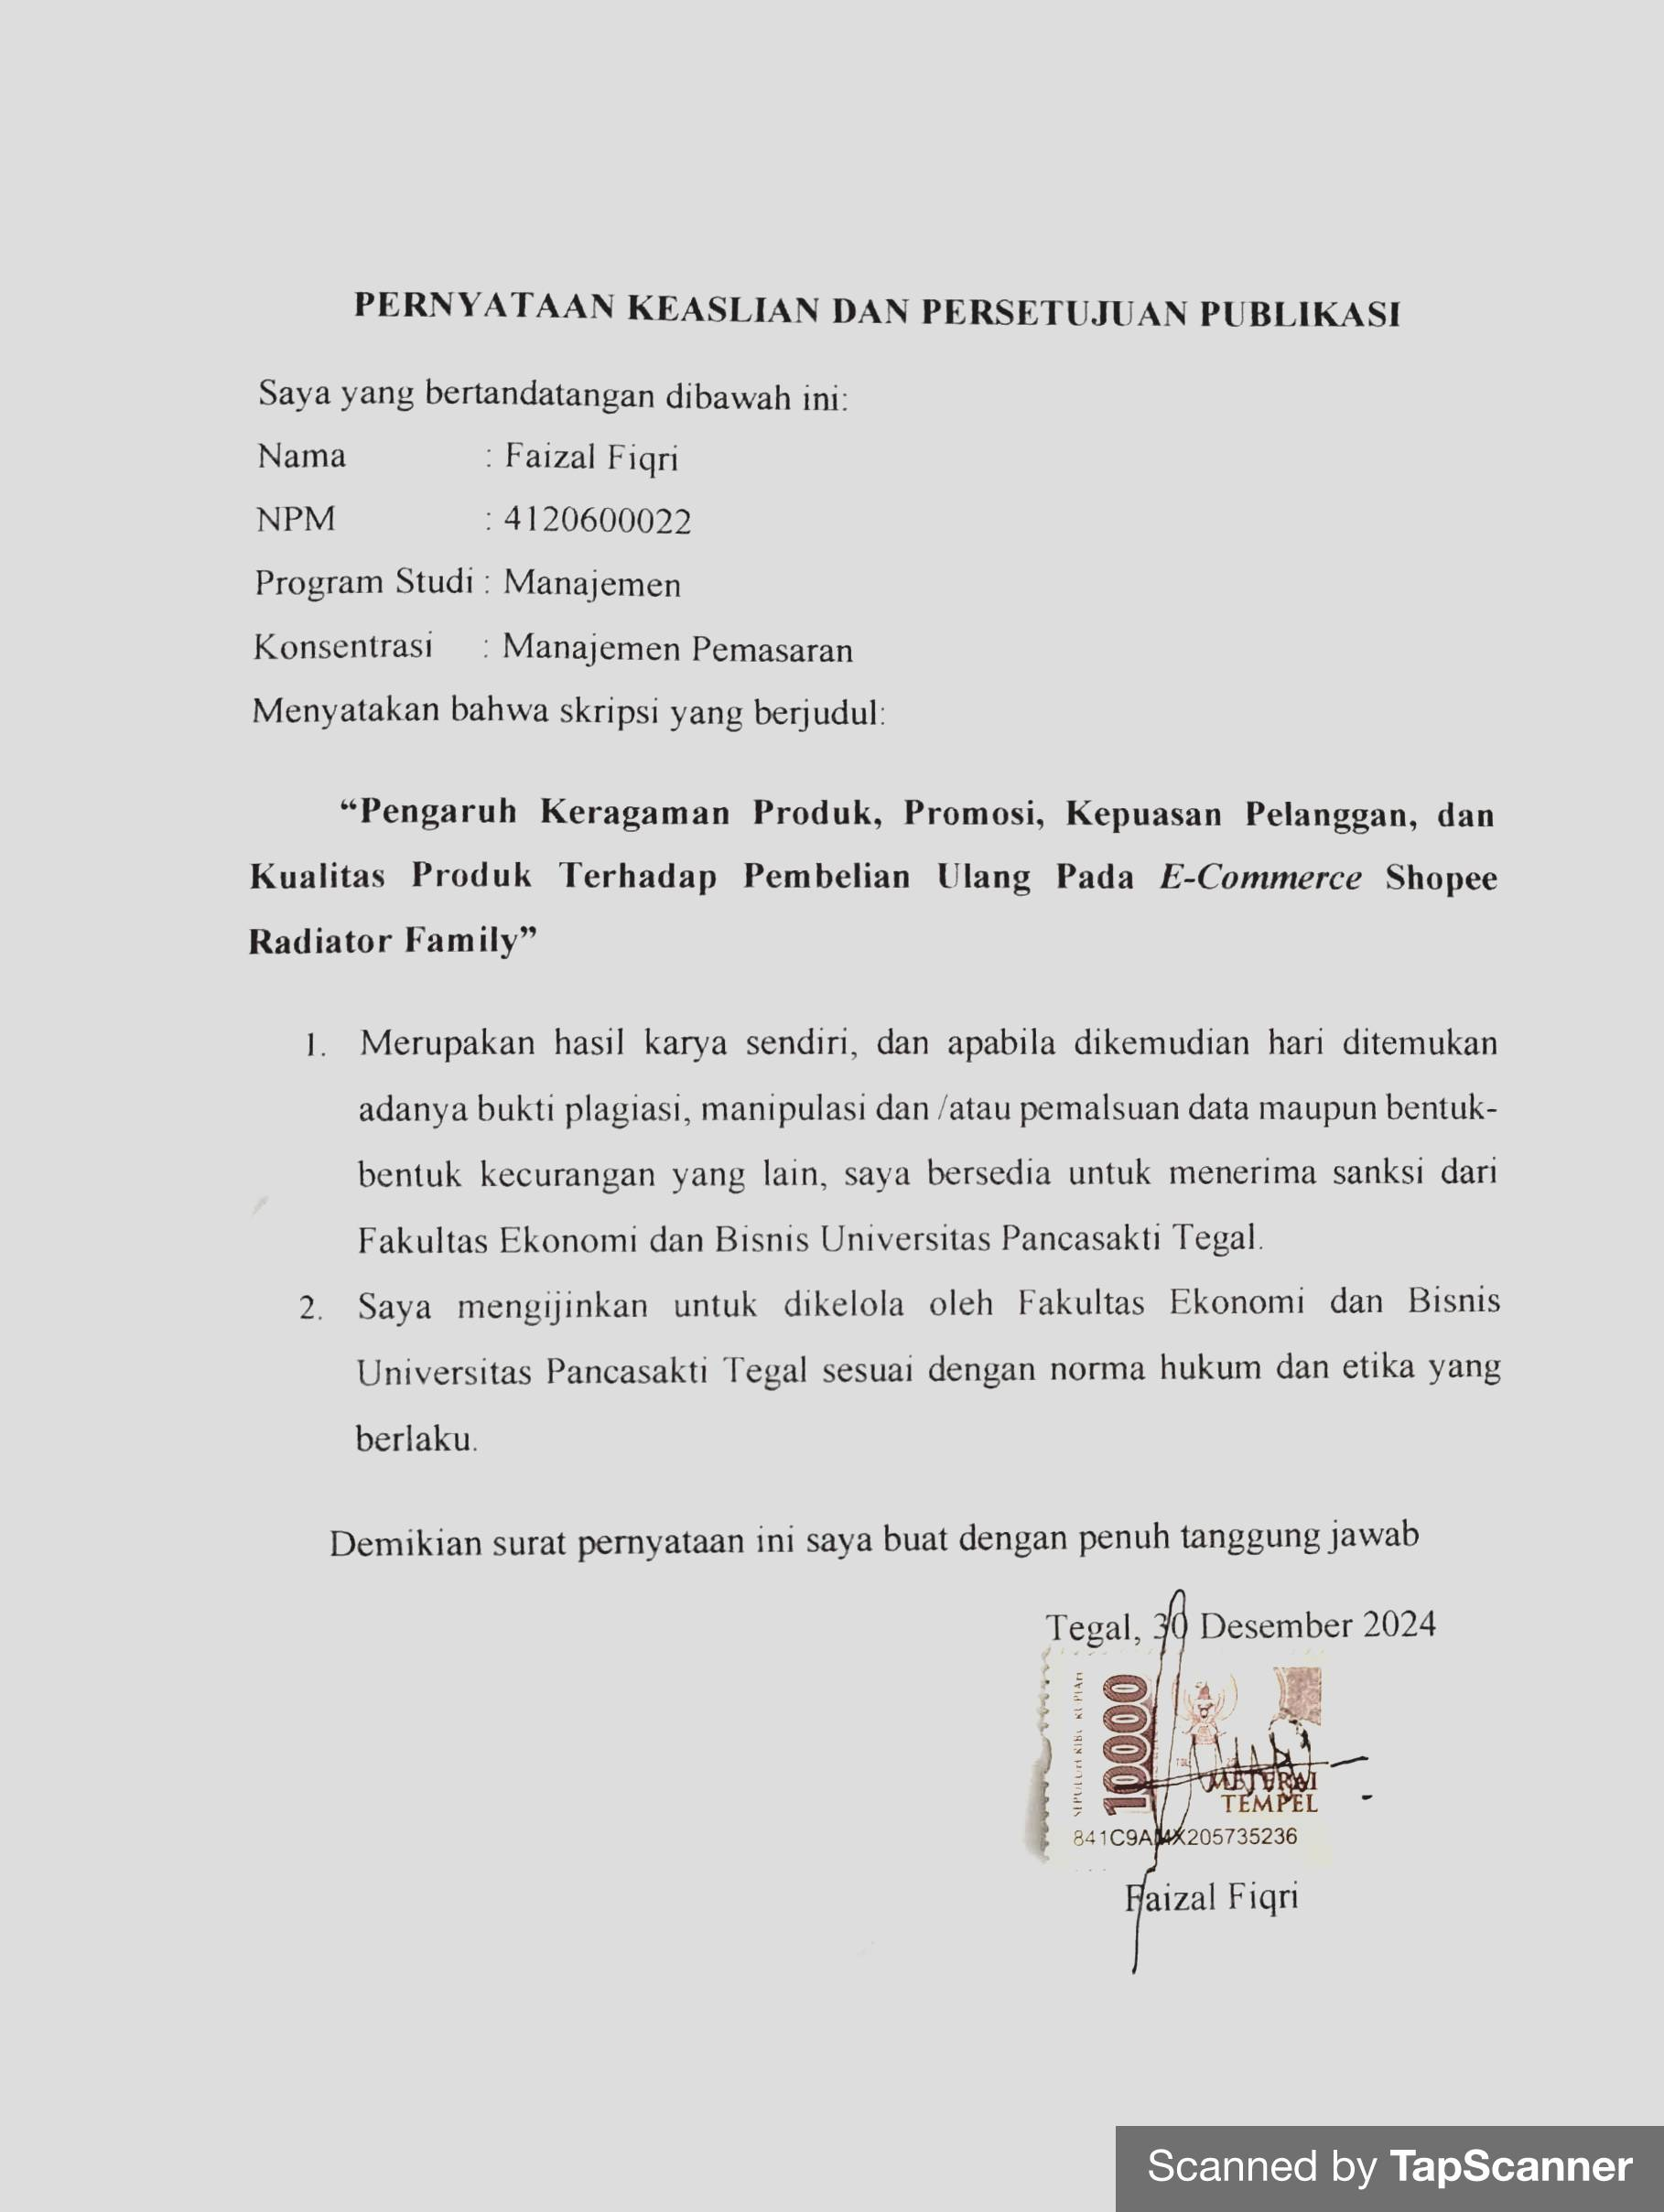 PERNYATAAN KEASLIAN DAN PERSETUJUAN PUBLIKASI
Saya yang bertandatangan dibawah ini:
Nama : Faizal Fiqri
NPM : 4120600022
Program Studi : Manajemen
Konsentrasi : Manajemen Pemasaran
Menyatakan bahwa skripsi yang berjudul:
“Pengaruh Keragaman Produk, Promosi, Kepuasan Pelanggan, dan
Kualitas Produk Terhadap Pembelian Ulang Pada E-Commerce Shopee
Radiator Family”
1. Merupakan hasil karya sendiri, dan apabila dikemudian hari ditemukan
adanya bukti plagiasi, manipulasi dan /atau pemalsuan data maupun bentuk-
bentuk kecurangan yang lain, saya bersedia untuk menerima sanksi dari
Fakultas Ekonomi dan Bisnis Universitas Pancasakti Tegal.
2. Saya mengijinkan untuk dikelola oleh Fakultas Ekonomi dan Bisnis
Universitas Pancasakti Tegal sesuai dengan norma hukum dan etika yang
berlaku.
Demikian surat pernyataan ini saya buat dengan penuh tanggung jawab
Tegal, 30 Desember 2024
SEPULUH RIBU RUPIAH
10000
METERAI
TEMPEL
841C9AMX205735236
Faizal Fiqri
Scanned by TapScanner